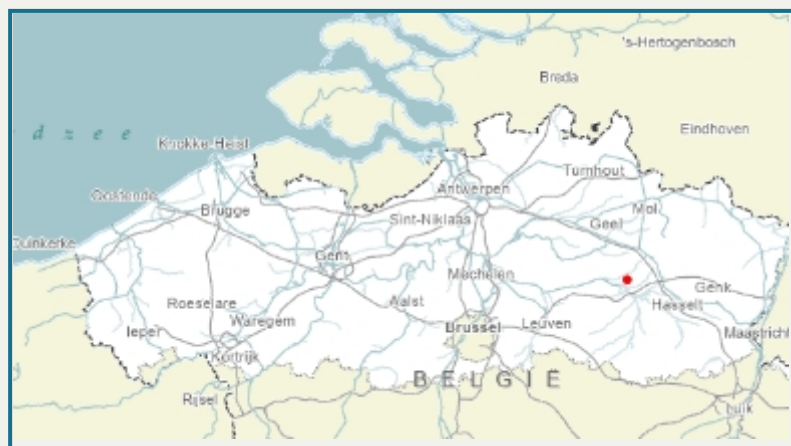 's-Hertogenbosch
Breda
Eindhoven
dzee
Knokke-Heist
Turnhout
Antwerpen
Mol
Oostende
Brugge
Sint-Niklaas
Geel
Duinkerke
Gent
Mechelen
Genk
Roeselare
Aalst
Hasselt
Ieper
Waregem
Brussel
Leuven
Maastricht
Kortrijk
BELGIË
Rijsel
Luik